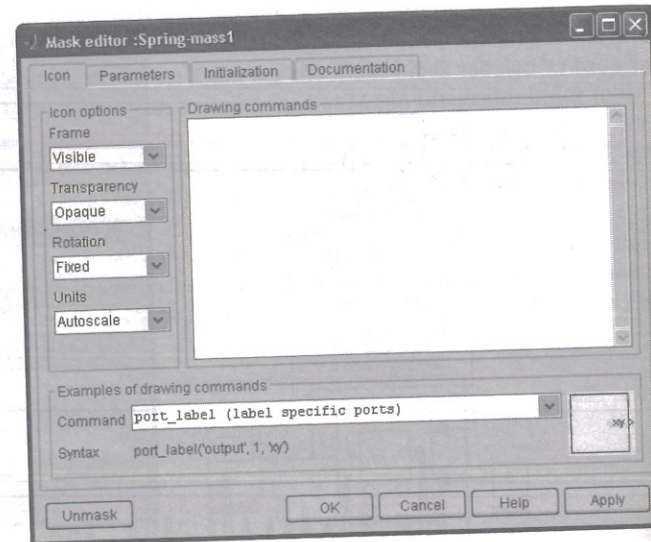 Mask editor :Spring-mass1
Icon Parameters Initialization Documentation
Icon options
Frame
Visible
Transparency
Opaque
Rotation
Fixed
Units
Autoscale
Drawing commands
Examples of drawing commands
Command port_label (label specific ports)
xy
Syntax port_label('output', 1, 'xy')
Unmask OK Cancel Help Apply